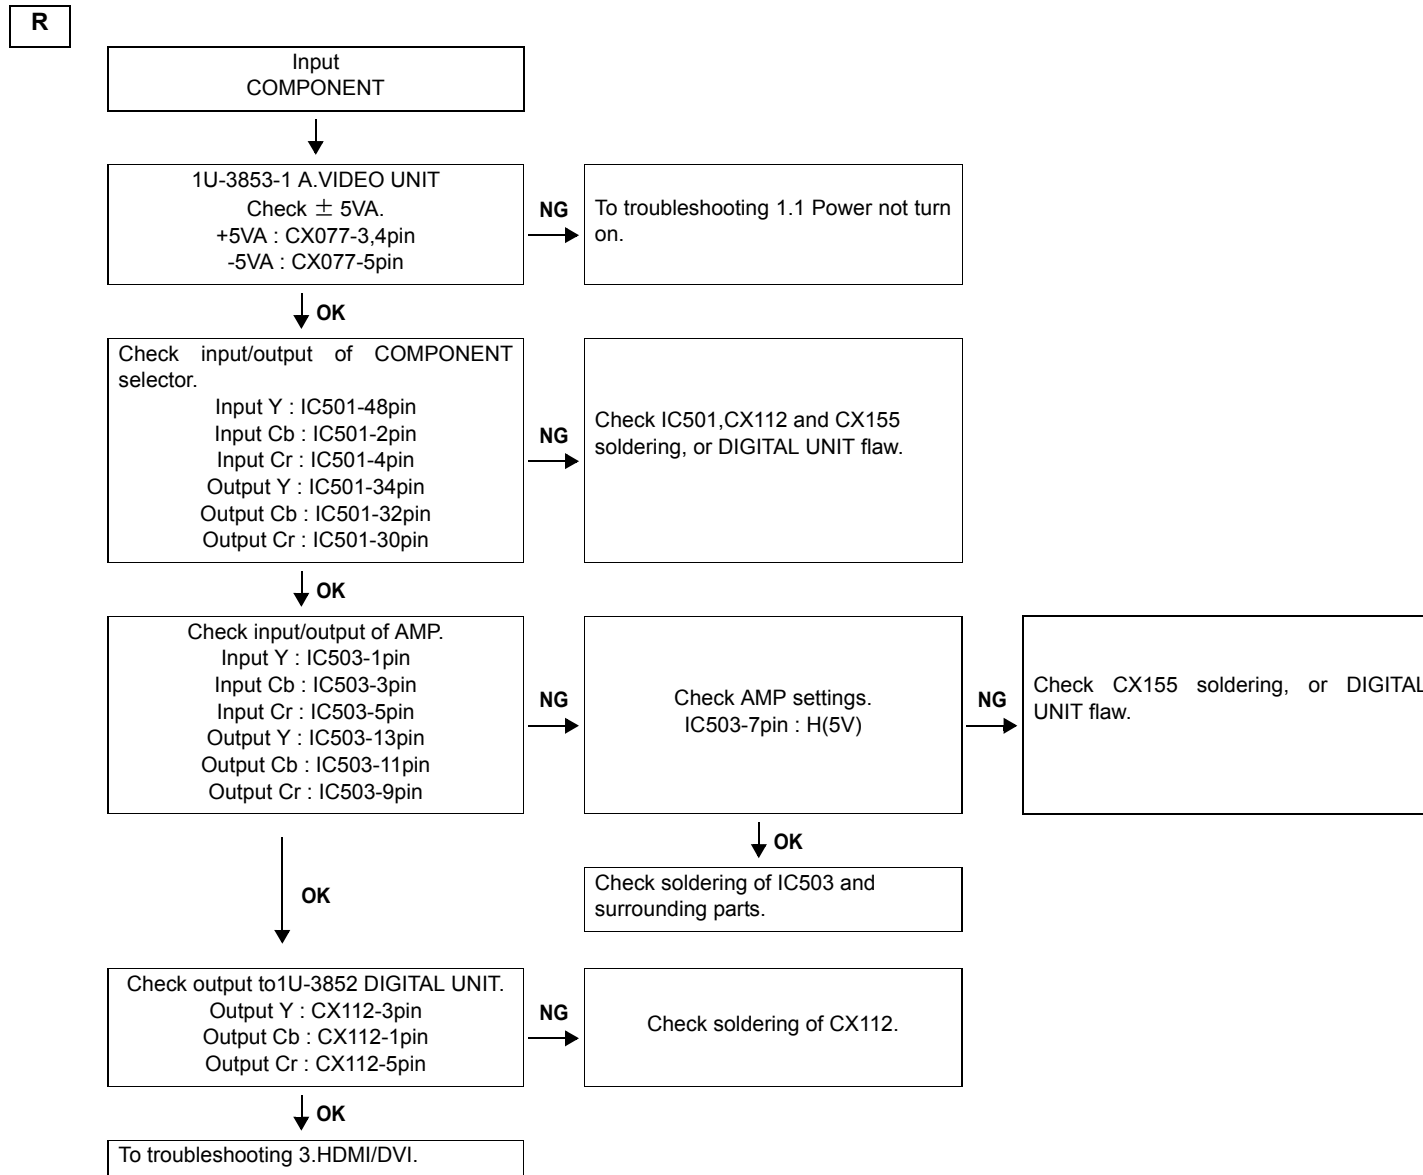 R
Input
COMPONENT
1U-3853-1 A.VIDEO UNIT
Check ± 5VA.
+5VA : CX077-3,4pin
-5VA : CX077-5pin
NG
To troubleshooting 1.1 Power not turn
on.
OK
Check input/output of COMPONENT
selector.
Input Y : IC501-48pin
Input Cb : IC501-2pin
Input Cr : IC501-4pin
Output Y : IC501-34pin
Output Cb : IC501-32pin
Output Cr : IC501-30pin
NG
Check IC501,CX112 and CX155
soldering, or DIGITAL UNIT flaw.
OK
Check input/output of AMP.
Input Y : IC503-1pin
Input Cb : IC503-3pin
Input Cr : IC503-5pin
Output Y : IC503-13pin
Output Cb : IC503-11pin
Output Cr : IC503-9pin
NG
Check AMP settings.
IC503-7pin : H(5V)
NG
Check CX155 soldering, or DIGITAL
UNIT flaw.
OK
Check soldering of IC503 and
surrounding parts.
OK
Check output to1U-3852 DIGITAL UNIT.
Output Y : CX112-3pin
Output Cb : CX112-1pin
Output Cr : CX112-5pin
NG
Check soldering of CX112.
OK
To troubleshooting 3.HDMI/DVI.